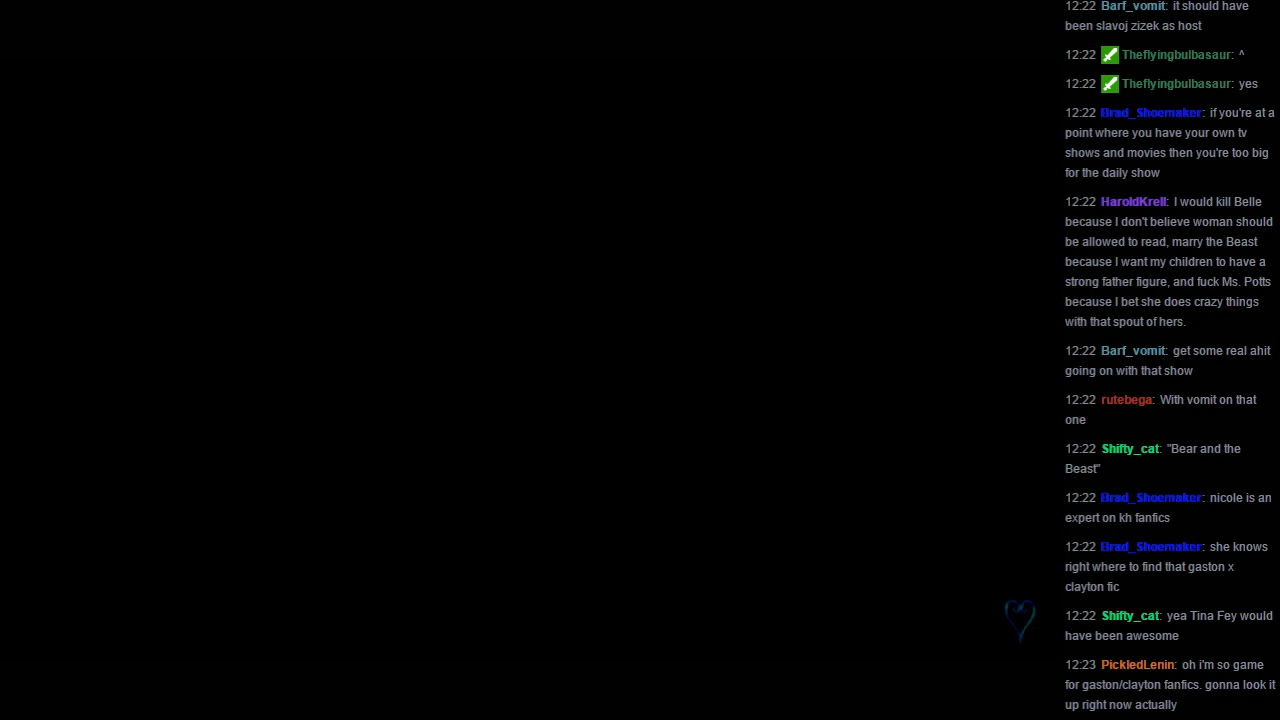 12:22 Barf_vomit: it should have
been slavoj zizek as host
12:22 Theflyingbulbasaur: ^
12:22 Theflyingbulbasaur: yes
12:22 Brad_Shoemaker: if you're at a
point where you have your own tv
shows and movies then you're too big
for the daily show
12:22 HaroldKrell: I would kill Belle
because I don't believe woman should
be allowed to read, marry the Beast
because I want my children to have a
strong father figure, and fuck Ms. Potts
because I bet she does crazy things
with that spout of hers.
12:22 Barf_vomit: get some real ahit
going on with that show
12:22 rutebega: With vomit on that
one
12:22 Shifty_cat: "Bear and the
Beast"
12:22 Brad_Shoemaker: nicole is an
expert on kh fanfics
12:22 Brad_Shoemaker: she knows
right where to find that gaston x
clayton fic
12:22 Shifty_cat: yea Tina Fey would
have been awesome
12:23 PickledLenin: oh i'm so game
for gaston/clayton fanfics. gonna look it
up right now actually